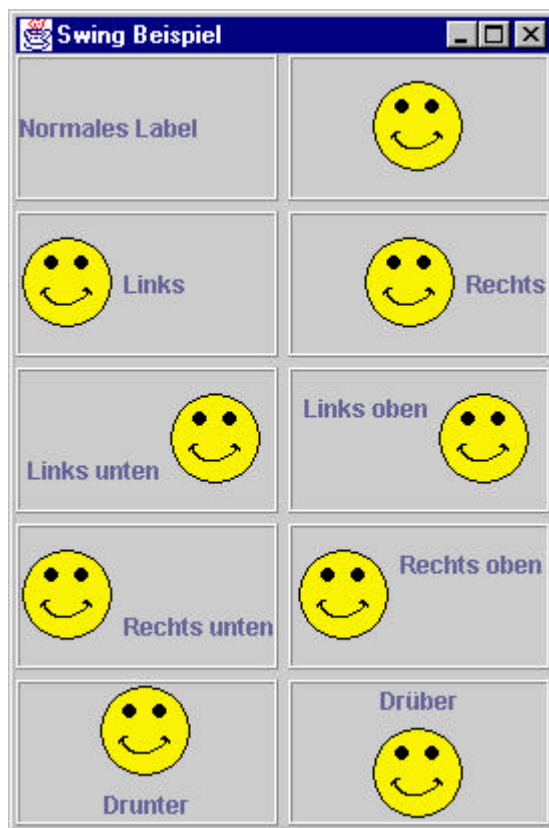 Swing Beispiel
Normales Label
Links
Rechts
Links unten
Links oben
Rechts unten
Rechts oben
Drunter
Drüber